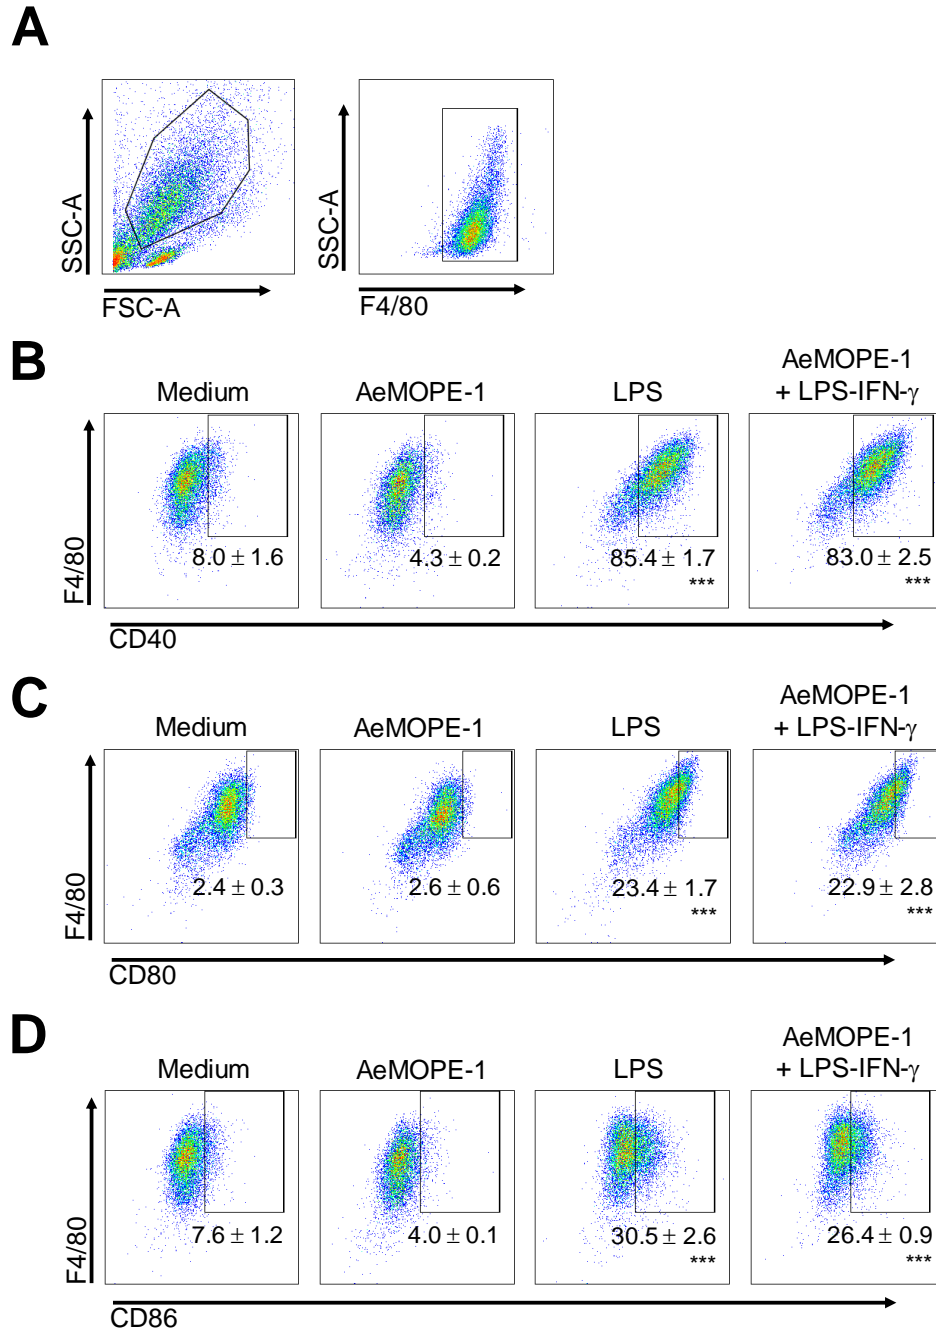 A
SSC-A
FSC-A
SSC-A
F4/80
B
Medium
AeMOPE-1
LPS
AeMOPE-1
+ LPS-IFN-γ
F4/80
8.0 ± 1.6
4.3 ± 0.2
85.4 ± 1.7
***
83.0 ± 2.5
***
CD40
C
Medium
AeMOPE-1
LPS
AeMOPE-1
+ LPS-IFN-γ
F4/80
2.4 ± 0.3
2.6 ± 0.6
23.4 ± 1.7
***
22.9 ± 2.8
***
CD80
D
Medium
AeMOPE-1
LPS
AeMOPE-1
+ LPS-IFN-γ
F4/80
7.6 ± 1.2
4.0 ± 0.1
30.5 ± 2.6
***
26.4 ± 0.9
***
CD86